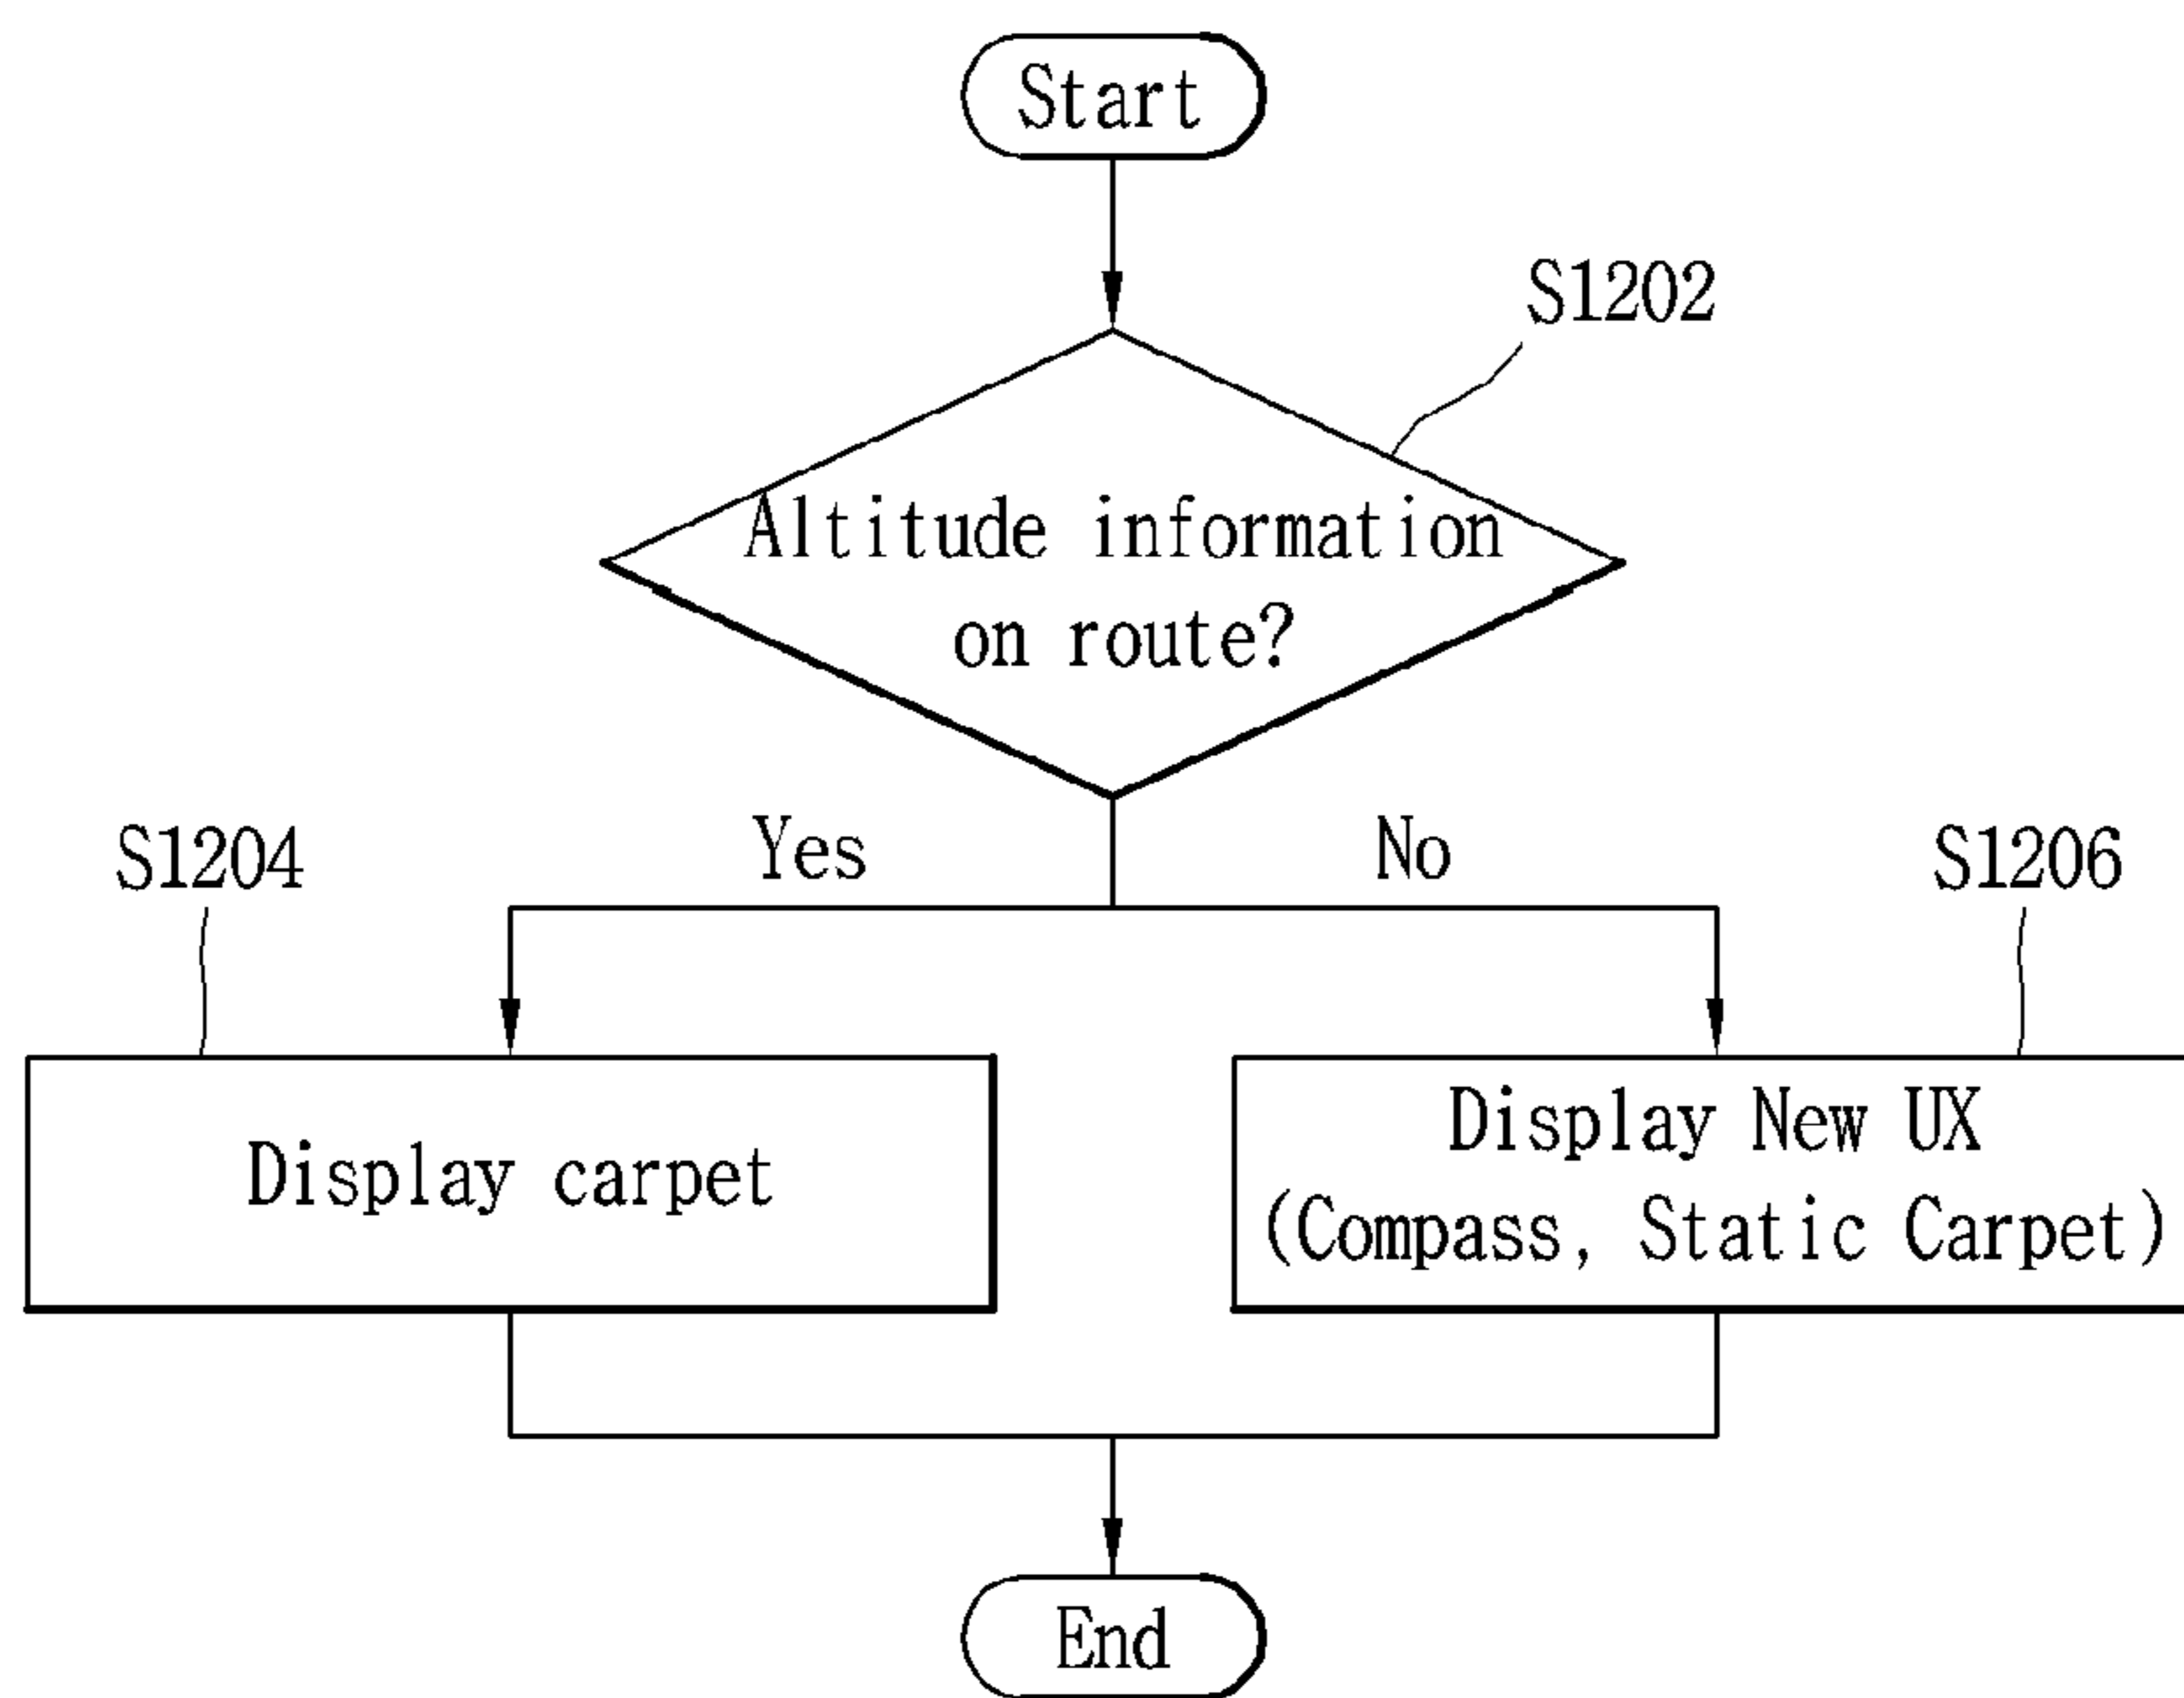 Start
S1202
Altitude information
on route?
Yes
No
S1204
S1206
Display carpet
Display New UX
(Compass, Static Carpet)
End